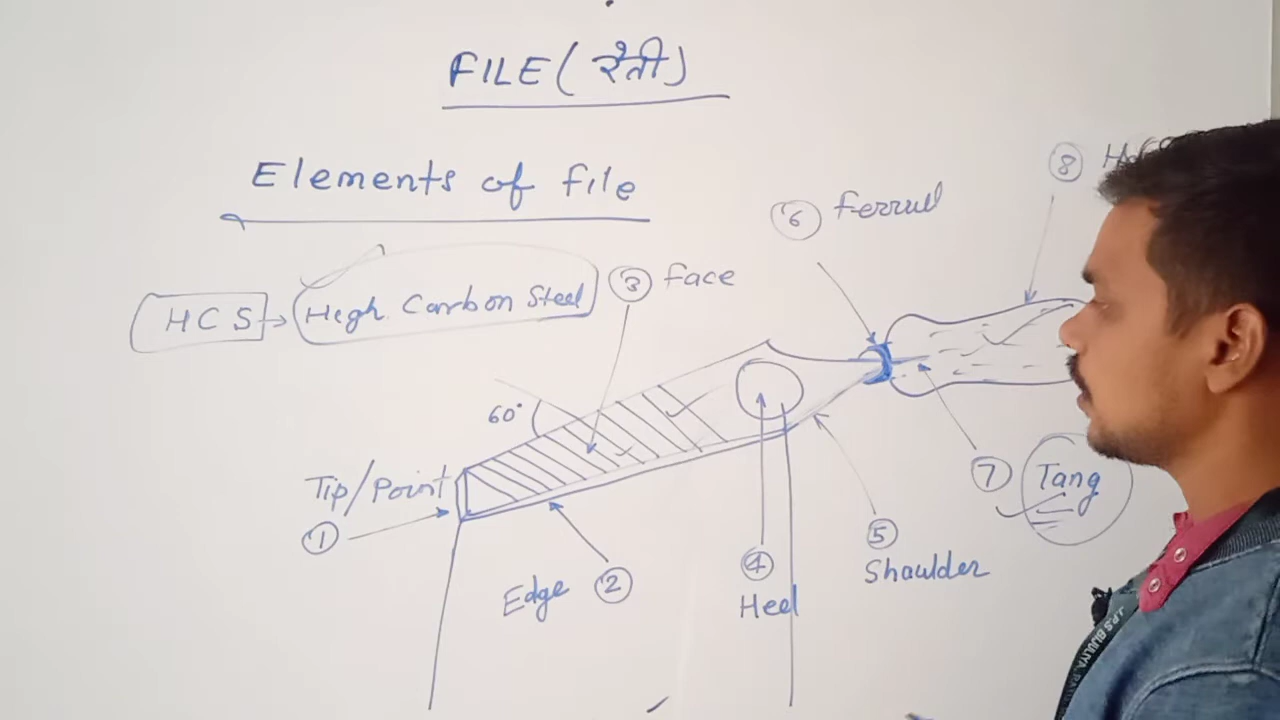 FILE ( रेती )
Elements of file
HCS → High Carbon Steel
③ Face
⑥ Ferrul
⑧
60°
Tip/Point
①
Edge ②
④
Heel
⑤
Shoulder
⑦ Tang